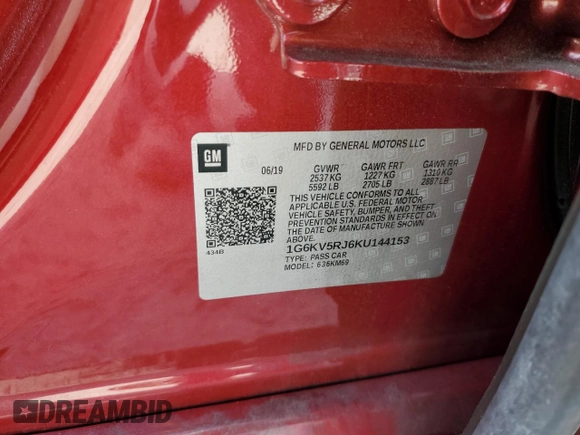 GM
MFD BY GENERAL MOTORS LLC
06/19 GVWR GAWR FRT GAWR RR
2537 KG 1227 KG 1310 KG
5592 LB 2705 LB 2887 LB
THIS VEHICLE CONFORMS TO ALL
APPLICABLE U.S. FEDERAL MOTOR
VEHICLE SAFETY, BUMPER, AND THEFT
PREVENTION STANDARDS IN EFFECT ON
THE DATE OF MANUFACTURE SHOWN
ABOVE.
434B
1G6KV5RJ6KU144153
TYPE: PASS CAR
MODEL: 6 36KM69
DREAMBID